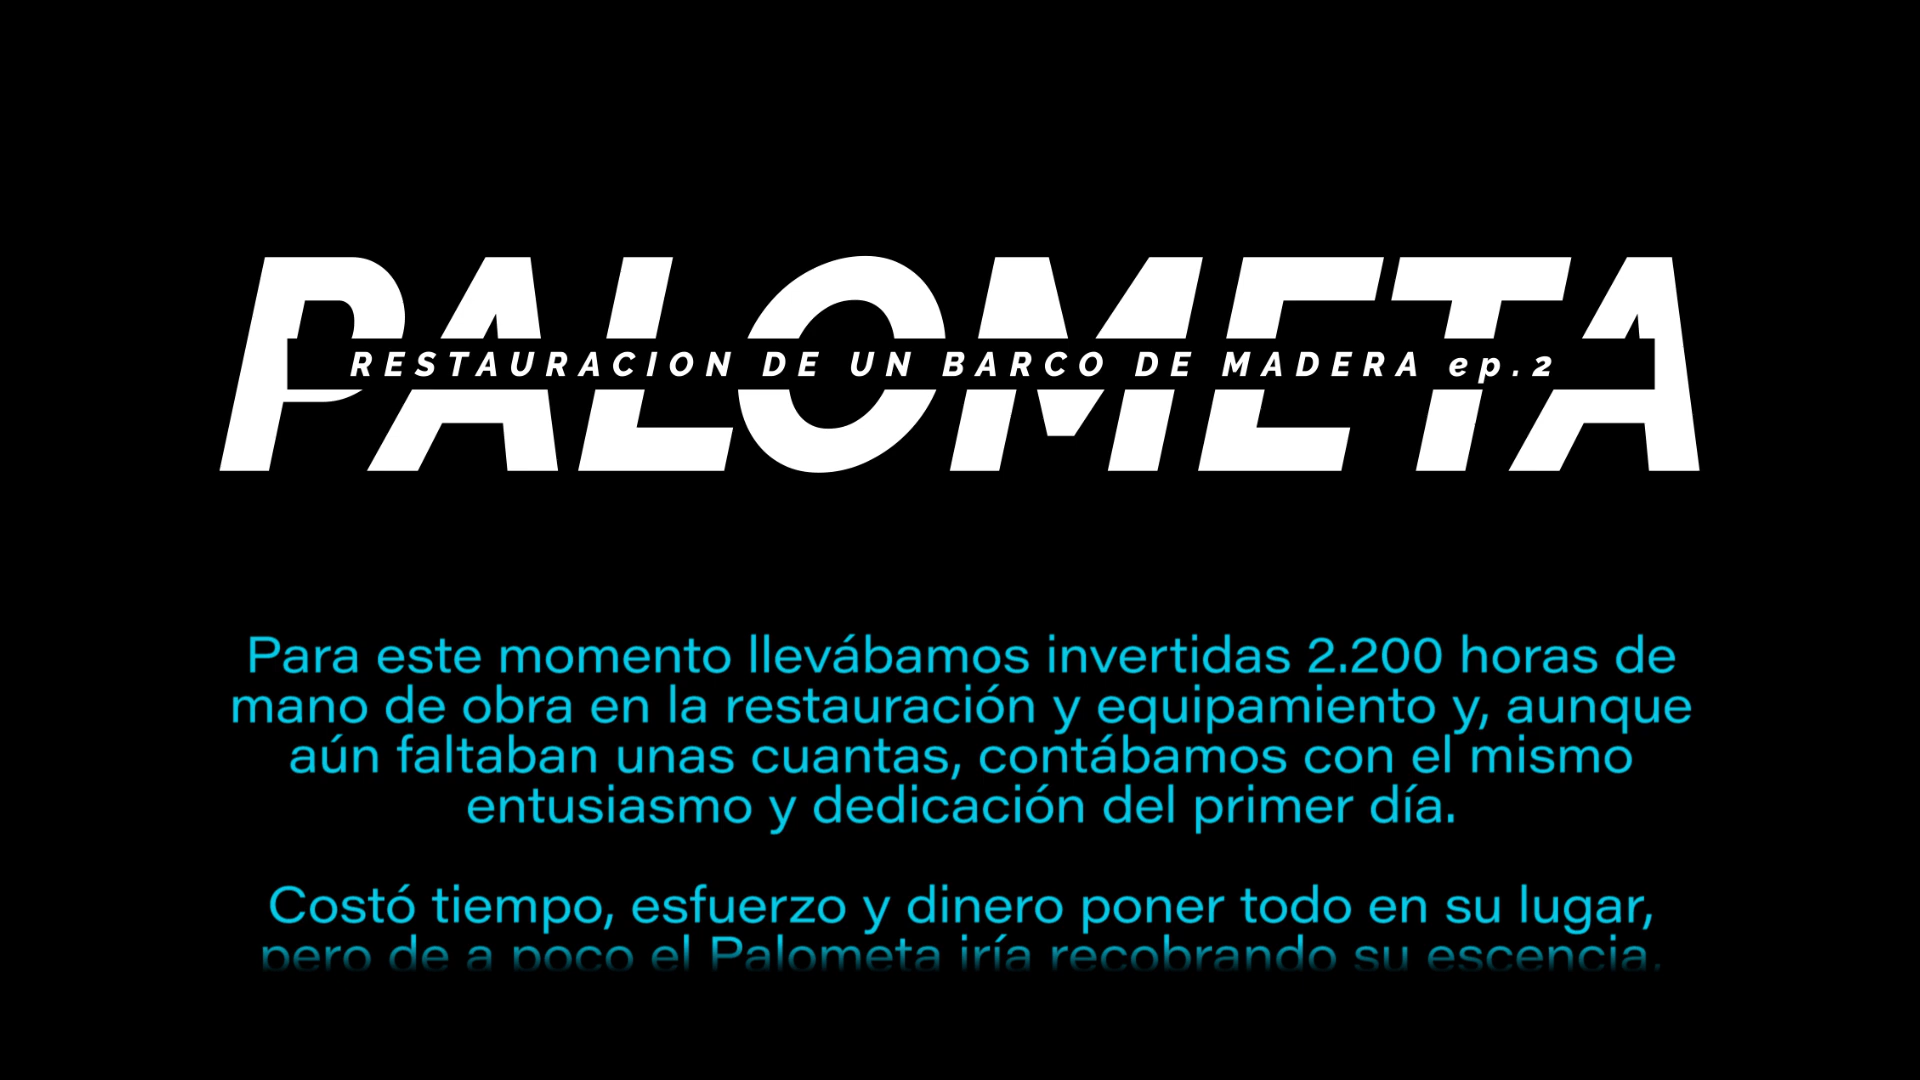 PALOMETA
RESTAURACION DE UN BARCO DE MADERA ep.2
Para este momento llevábamos invertidas 2.200 horas de
mano de obra en la restauración y equipamiento y, aunque
aún faltaban unas cuantas, contábamos con el mismo
entusiasmo y dedicación del primer día.
Costó tiempo, esfuerzo y dinero poner todo en su lugar,
pero de a poco el Palometa iría recobrando su escencia.